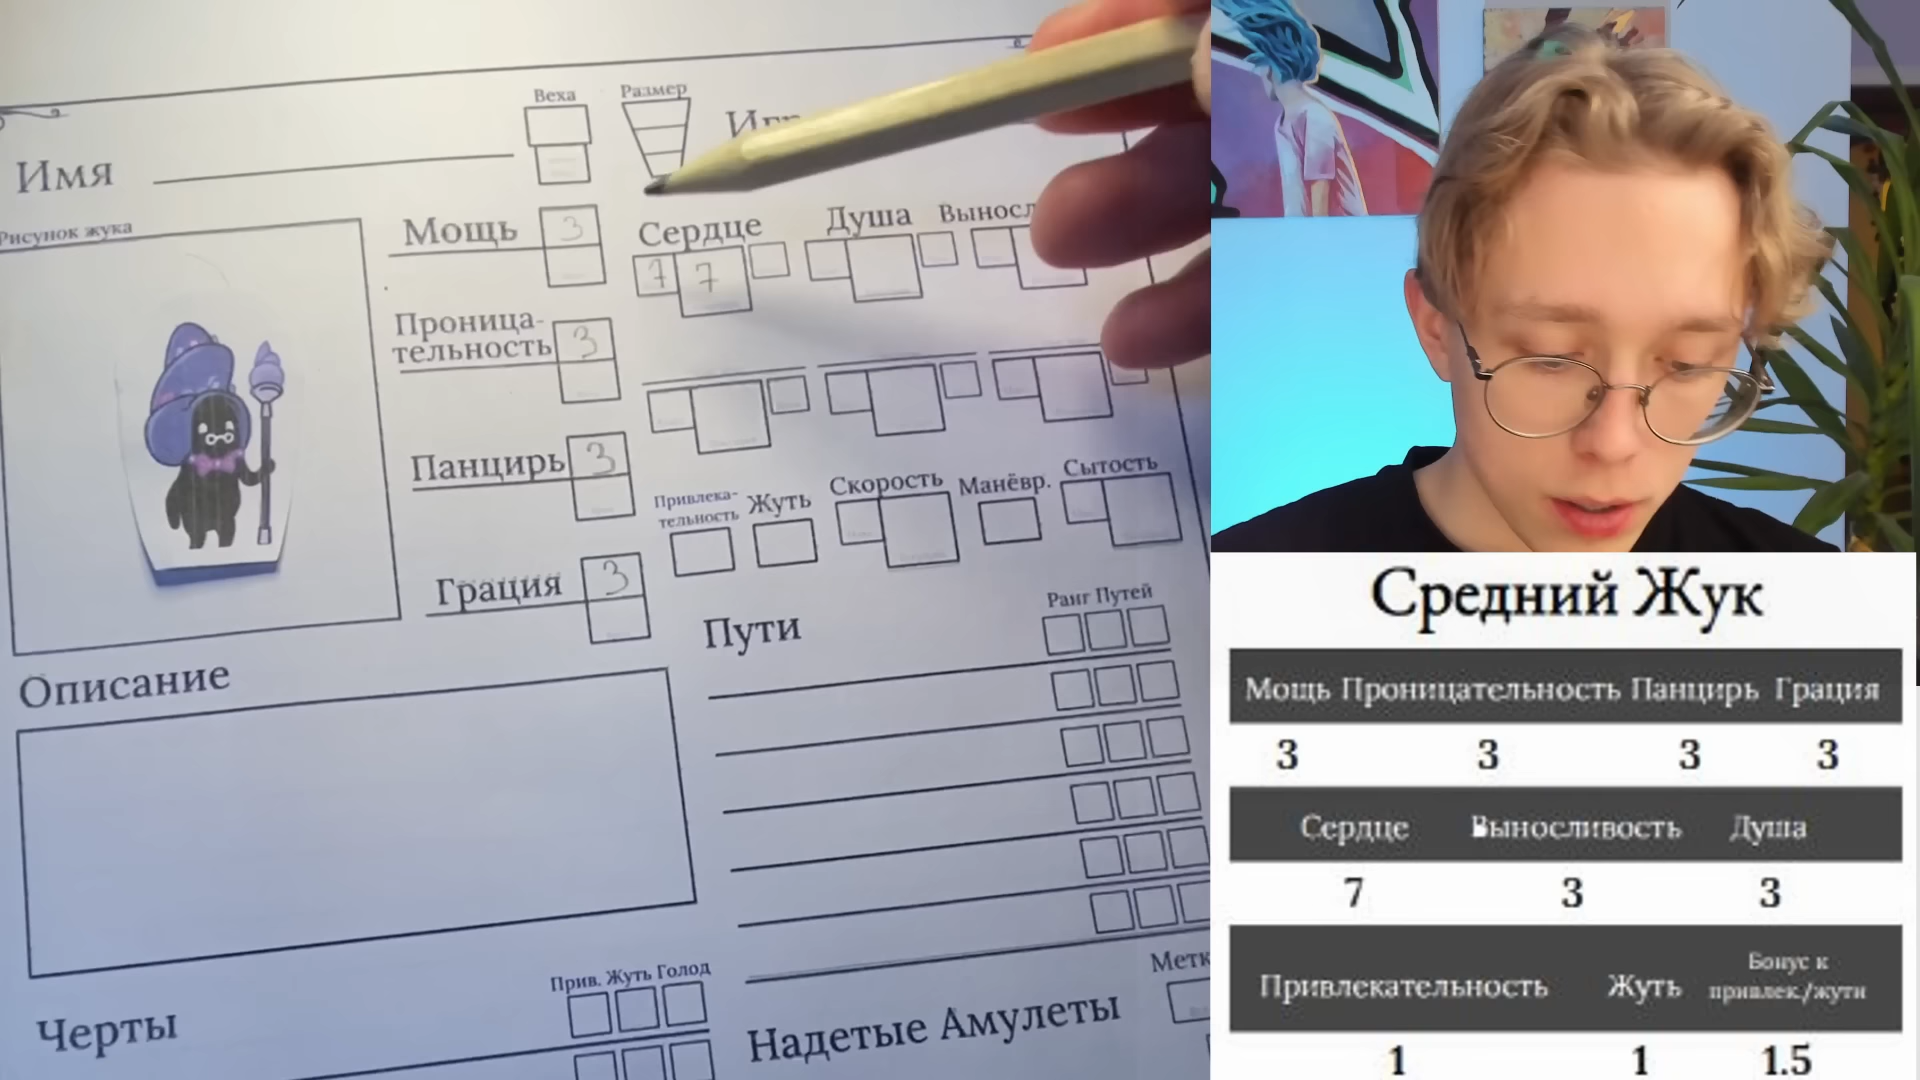 Веха
Размер
Имя
Рисунок жука
Мощь 3
Сердце
Душа
7 7
Проница-
тельность 3
Панцирь 3
Грация 3
Привлека-
тельность
Жуть
Скорость
Манёвр.
Сытость
Пути
Ранг Путей
Описание
Прив. Жуть Голод
Черты
Надетые Амулеты
Средний Жук
Мощь Проницательность Панцирь Грация
3 3 3 3
Сердце Выносливость Душа
7 3 3
Привлекательность Жуть Бонус к
привлек./жути
1 1 1.5